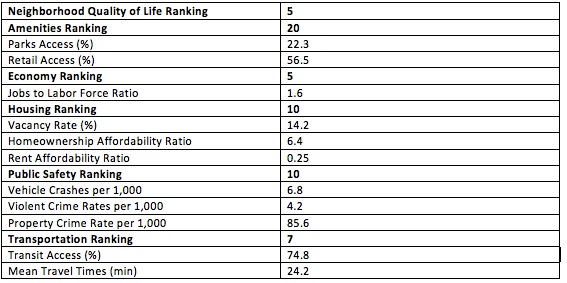 Neighborhood Quality of Life Ranking 5
Amenities Ranking 20
Parks Access (%) 22.3
Retail Access (%) 56.5
Economy Ranking 5
Jobs to Labor Force Ratio 1.6
Housing Ranking 10
Vacancy Rate (%) 14.2
Homeownership Affordability Ratio 6.4
Rent Affordability Ratio 0.25
Public Safety Ranking 10
Vehicle Crashes per 1,000 6.8
Violent Crime Rates per 1,000 4.2
Property Crime Rate per 1,000 85.6
Transportation Ranking 7
Transit Access (%) 74.8
Mean Travel Times (min) 24.2